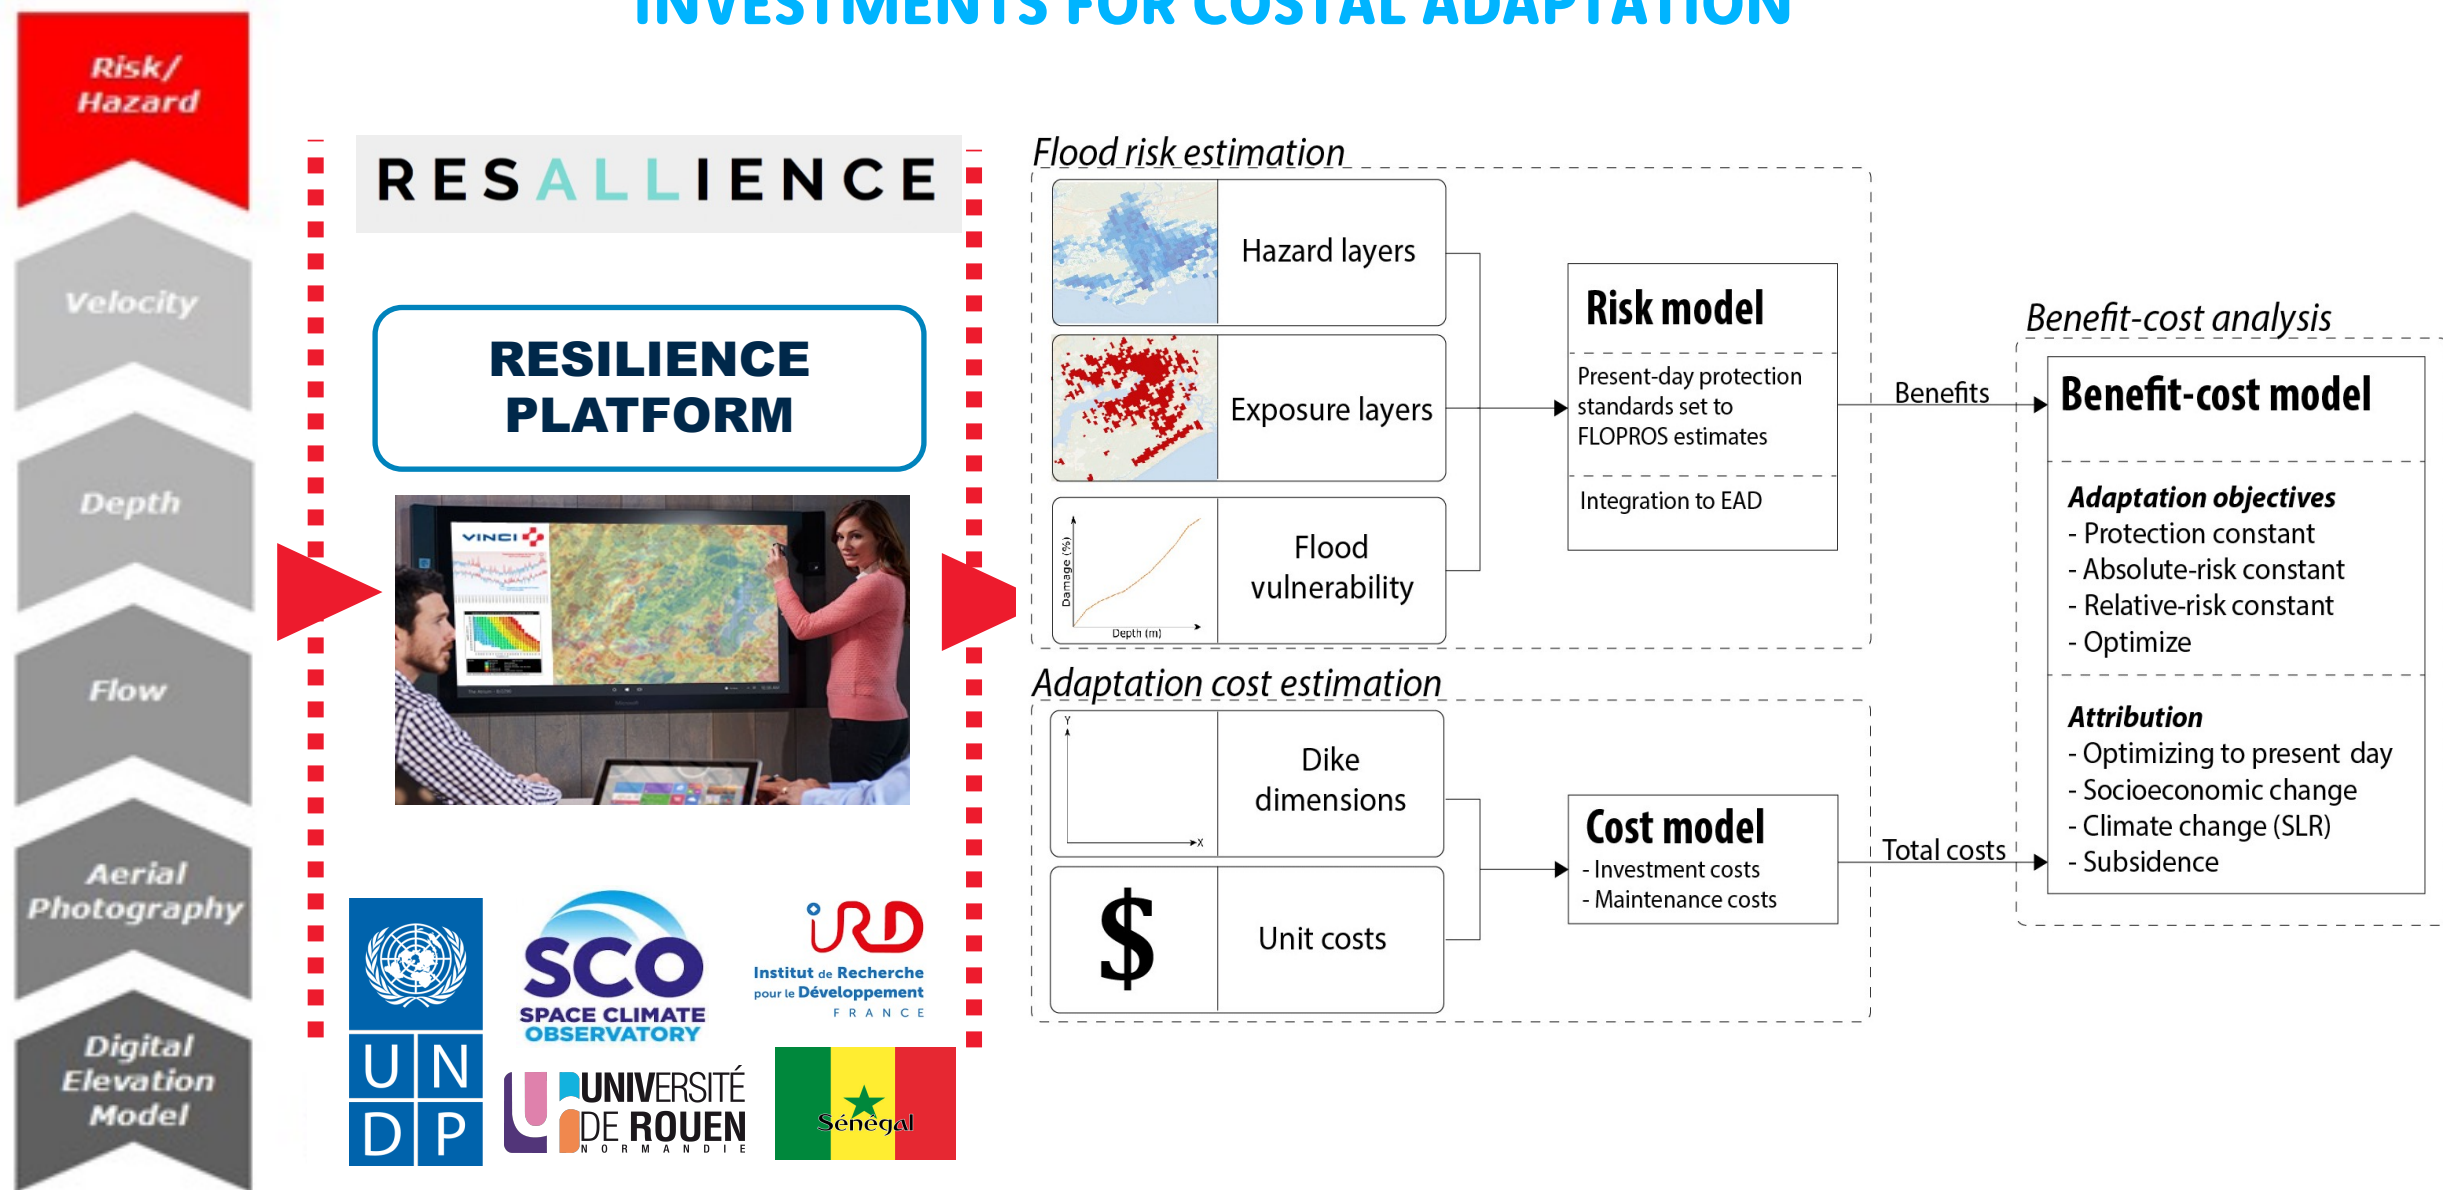 INVESTMENTS FOR COSTAL ADAPTATION
Risk/
Hazard
Velocity
Depth
Flow
Aerial
Photography
Digital
Elevation
Model
RESALLIENCE
RESILIENCE
PLATFORM
VINCI
UN
DP
SCO
SPACE CLIMATE
OBSERVATORY
iRD
Institut de Recherche
pour le Développement
FRANCE
UNIVERSITÉ
DE ROUEN
NORMANDIE
Sénégal
Flood risk estimation
Hazard layers
Exposure layers
Damage (%)
Depth (m)
Flood
vulnerability
Risk model
Present-day protection
standards set to
FLOPROS estimates
Integration to EAD
Benefits
Adaptation cost estimation
Y
X
Dike
dimensions
$
Unit costs
Cost model
- Investment costs
- Maintenance costs
Total costs
Benefit-cost analysis
Benefit-cost model
Adaptation objectives
- Protection constant
- Absolute-risk constant
- Relative-risk constant
- Optimize
Attribution
- Optimizing to present day
- Socioeconomic change
- Climate change (SLR)
- Subsidence